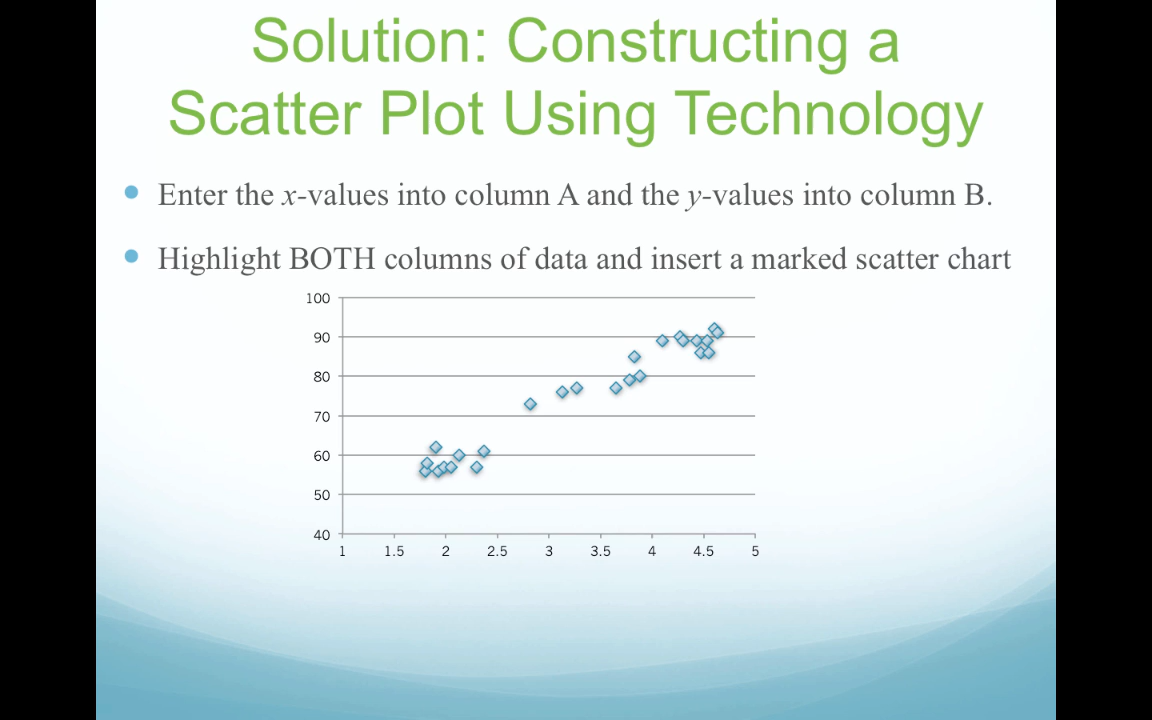 Solution: Constructing a
Scatter Plot Using Technology
Enter the x-values into column A and the y-values into column B.
Highlight BOTH columns of data and insert a marked scatter chart
100
90
80
70
60
50
40
1 1.5 2 2.5 3 3.5 4 4.5 5